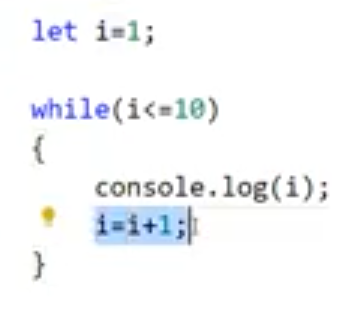 let i=1;
while(i<=10)
{
console.log(i);
i=i+1;
}